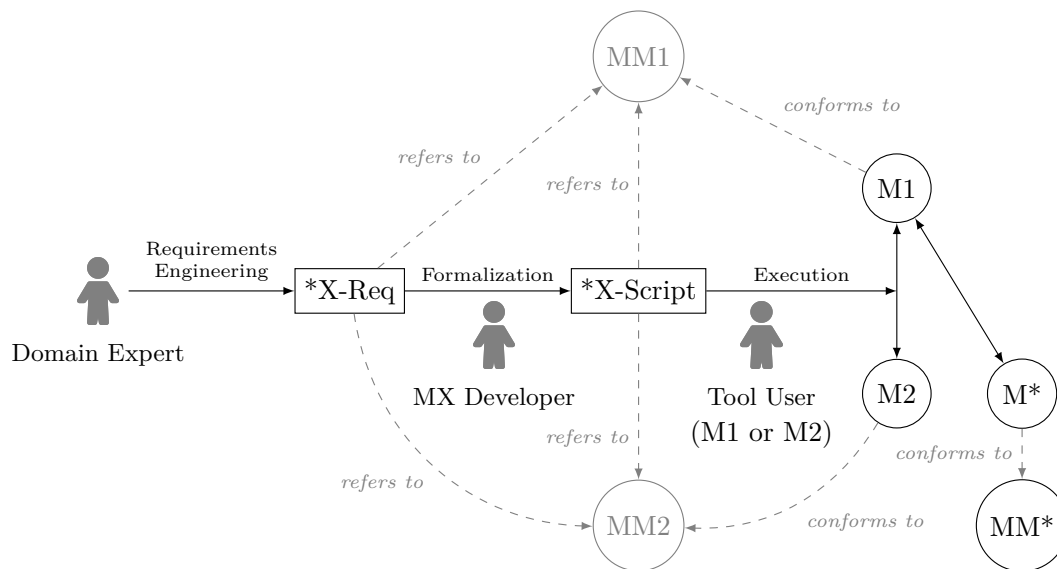 MM1
conforms to
refers to
refers to
M1
Requirements
Engineering
*X-Req
Formalization
*X-Script
Execution
Domain Expert
MX Developer
Tool User
(M1 or M2)
M2
M*
refers to
conforms to
refers to
MM2
conforms to
MM*